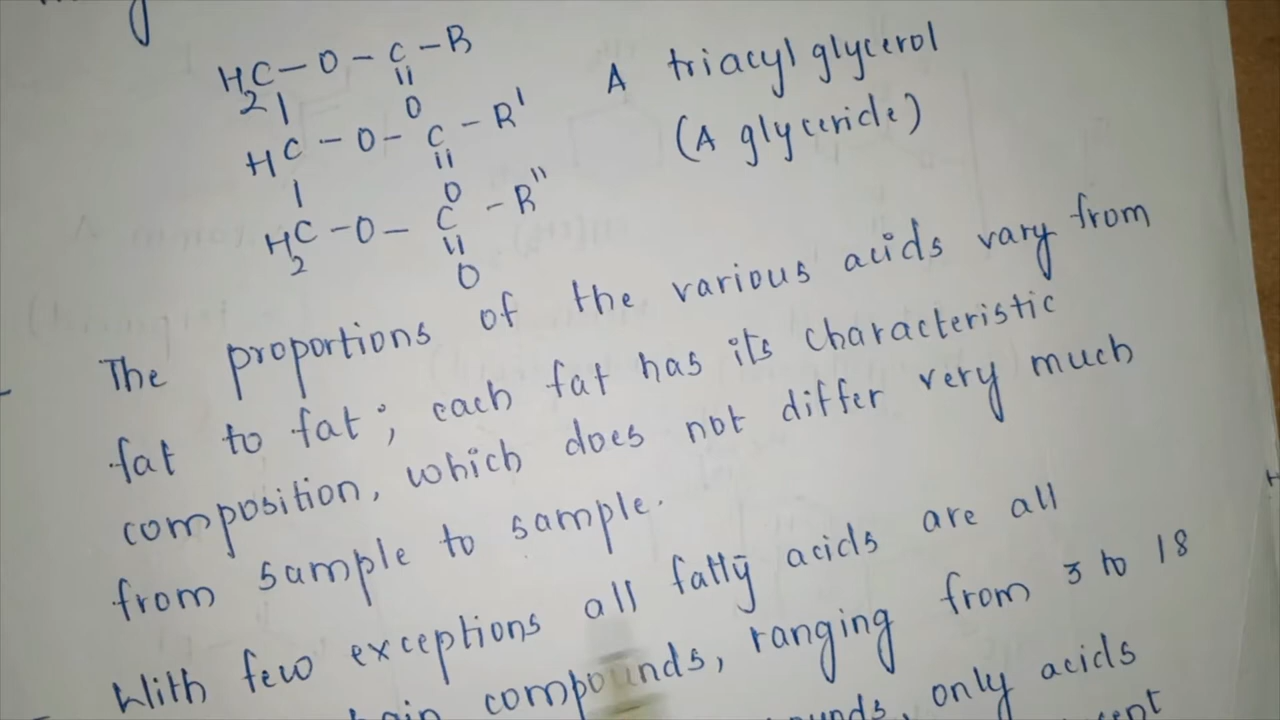 H2C-O-C-R
A triacyl glycerol
O
HC-O-C-R'
(A glyceride)
O
H2C-O-C-R"
O
The proportions of the various acids vary from
fat to fat; each fat has its characteristic
composition, which does not differ very much
from sample to sample.
With few exceptions all fatty acids are all
compounds, ranging from 3 to 18
only acids